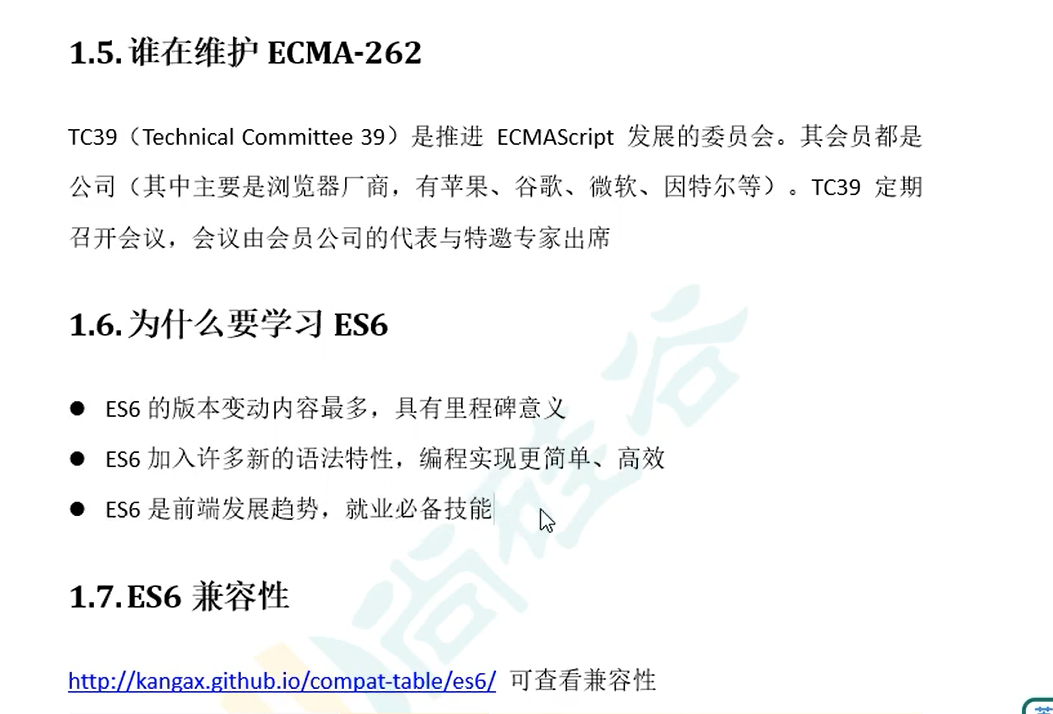 1.5. 谁在维护 ECMA-262
TC39（Technical Committee 39）是推进 ECMAScript 发展的委员会。其会员都是
公司（其中主要是浏览器厂商，有苹果、谷歌、微软、因特尔等）。TC39 定期
召开会议，会议由会员公司的代表与特邀专家出席
1.6. 为什么要学习 ES6
● ES6 的版本变动内容最多，具有里程碑意义
● ES6 加入许多新的语法特性，编程实现更简单、高效
● ES6 是前端发展趋势，就业必备技能
1.7. ES6 兼容性
http://kangax.github.io/compat-table/es6/ 可查看兼容性
尚硅谷